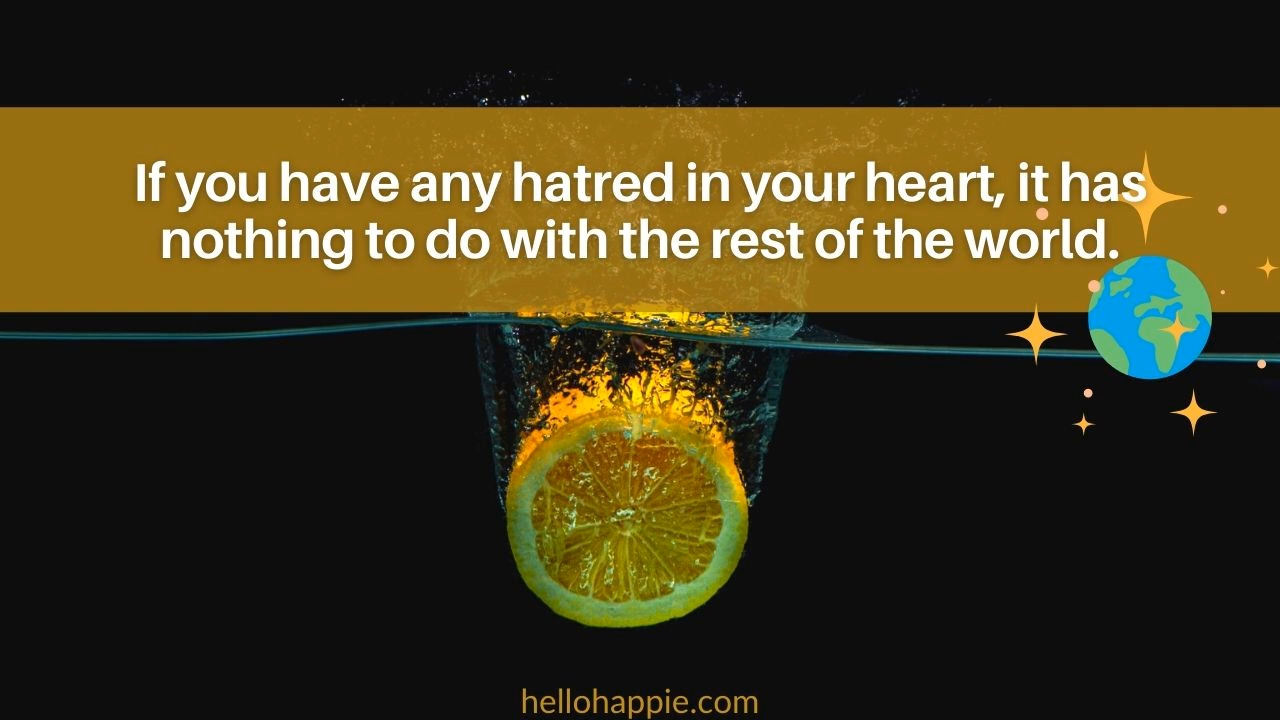 If you have any hatred in your heart, it has
nothing to do with the rest of the world.
hellohappie.com